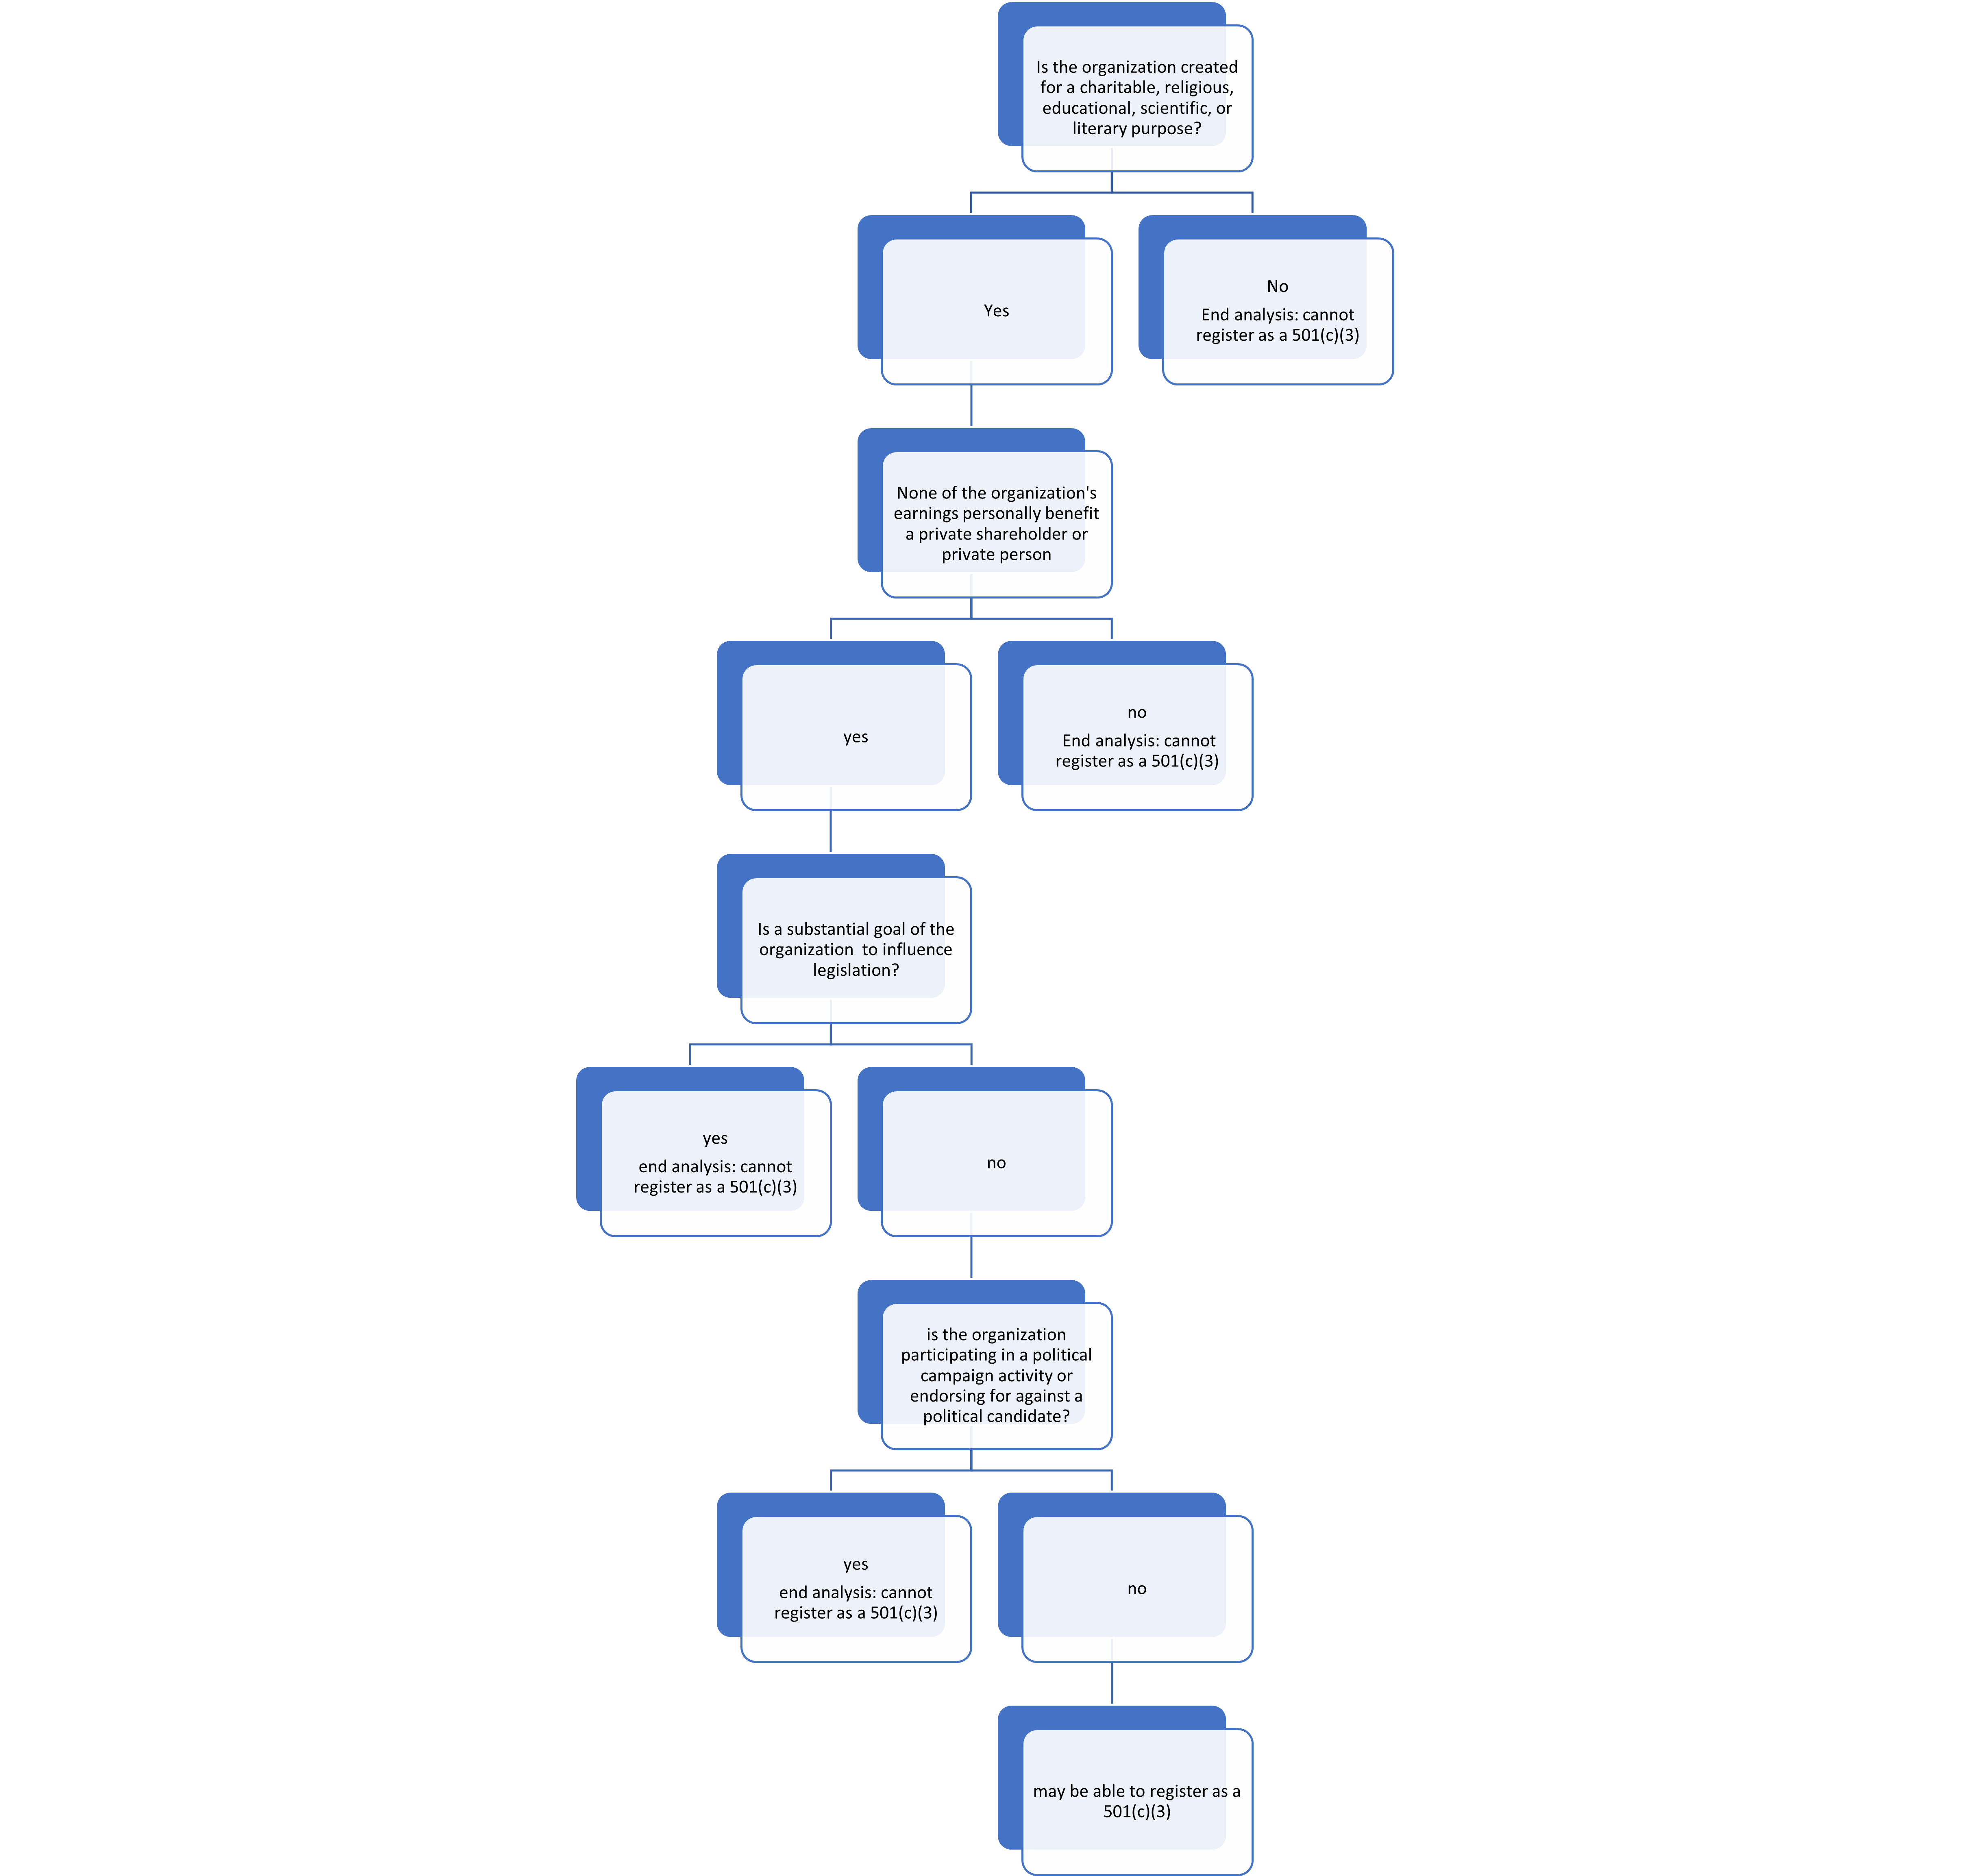 Is the organization created
for a charitable, religious,
educational, scientific, or
literary purpose?
Yes
No
End analysis: cannot
register as a 501(c)(3)
None of the organization's
earnings personally benefit
a private shareholder or
private person
yes
no
End analysis: cannot
register as a 501(c)(3)
Is a substantial goal of the
organization  to influence
legislation?
yes
end analysis: cannot
register as a 501(c)(3)
no
is the organization
participating in a political
campaign activity or
endorsing for against a
political candidate?
yes
end analysis: cannot
register as a 501(c)(3)
no
may be able to register as a
501(c)(3)